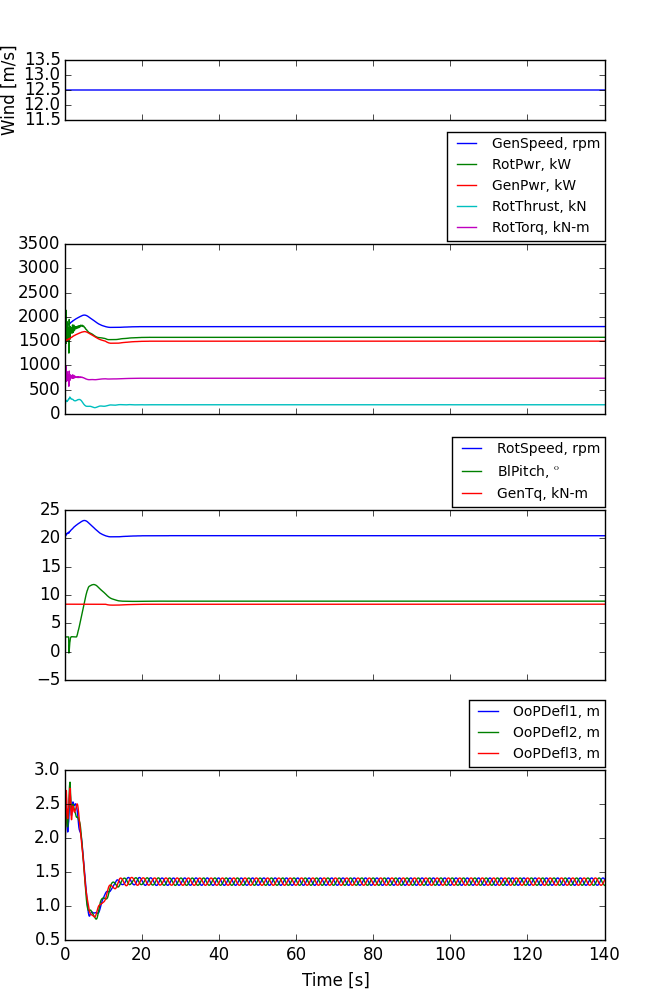 Wind [m/s]
13.5
13.0
12.5
12.0
11.5
GenSpeed, rpm
RotPwr, kW
GenPwr, kW
RotThrust, kN
RotTorq, kN-m
3500
3000
2500
2000
1500
1000
500
0
RotSpeed, rpm
BlPitch, °
GenTq, kN-m
25
20
15
10
5
0
−5
OoPDefl1, m
OoPDefl2, m
OoPDefl3, m
3.0
2.5
2.0
1.5
1.0
0.5
0 20 40 60 80 100 120 140
Time [s]